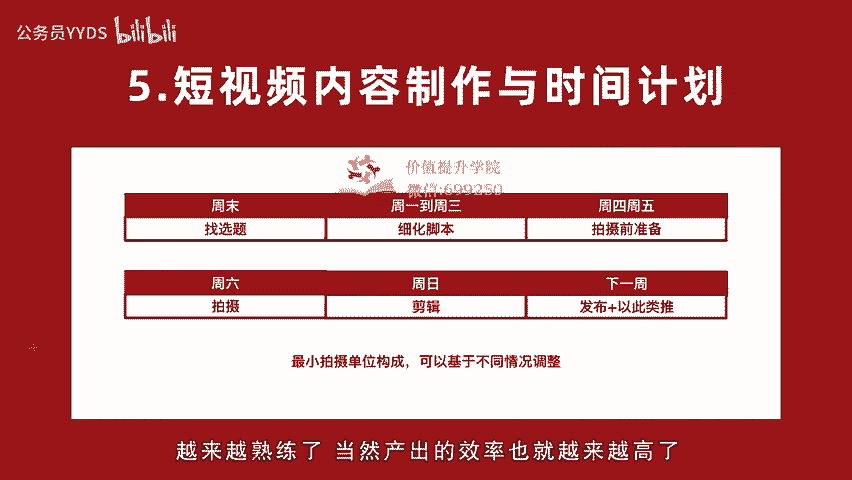 公务员YYDS bilibili
5.短视频内容制作与时间计划
价值提升学院
微信:699250
周末 周一到周三 周四周五
找选题 细化脚本 拍摄前准备
周六 周日 下一周
拍摄 剪辑 发布+以此类推
最小拍摄单位构成，可以基于不同情况调整
越来越熟练了 当然产出的效率也就越来越高了